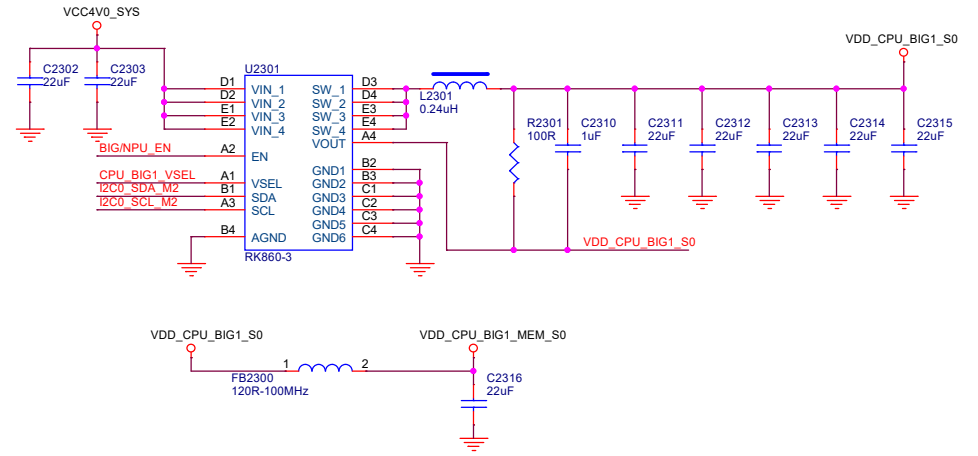 VCC4V0_SYS
VDD_CPU_BIG1_S0
C2302
22uF
C2303
22uF
U2301
D1 VIN_1
D2 VIN_2
E1 VIN_3
E2 VIN_4
BIG/NPU_EN A2 EN
CPU_BIG1_VSEL A1 VSEL
I2C0_SDA_M2 B1 SDA
I2C0_SCL_M2 A3 SCL
B4 AGND
SW_1 D3
SW_2 D4
SW_3 E3
SW_4 E4
VOUT A4
GND1 B2
GND2 B3
GND3 C1
GND4 C2
GND5 C3
GND6 C4
RK860-3
L2301
0.24uH
R2301
100R
C2310
1uF
C2311
22uF
C2312
22uF
C2313
22uF
C2314
22uF
C2315
22uF
VDD_CPU_BIG1_S0
VDD_CPU_BIG1_S0
VDD_CPU_BIG1_MEM_S0
1 2
FB2300
120R-100MHz
C2316
22uF